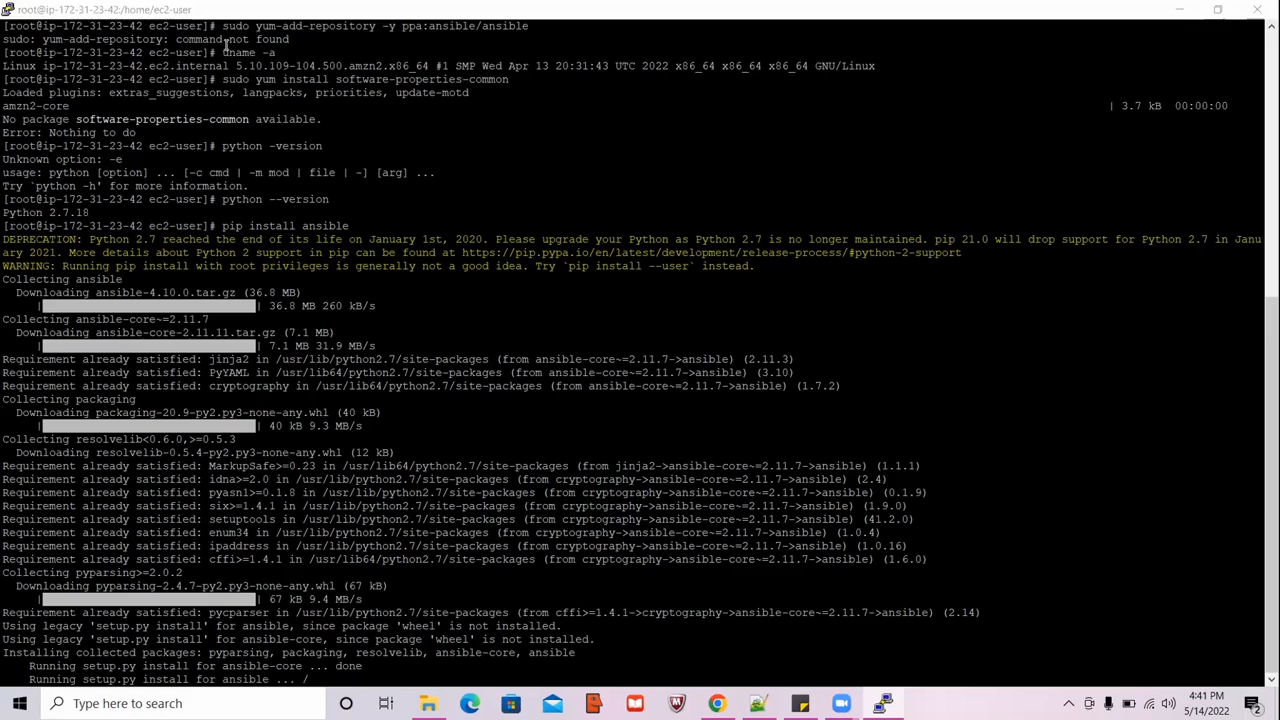 root@ip-172-31-23-42:/home/ec2-user
[root@ip-172-31-23-42 ec2-user]# sudo yum-add-repository -y ppa:ansible/ansible
sudo: yum-add-repository: command not found
[root@ip-172-31-23-42 ec2-user]# uname -a
Linux ip-172-31-23-42.ec2.internal 5.10.109-104.500.amzn2.x86_64 #1 SMP Wed Apr 13 20:31:43 UTC 2022 x86_64 x86_64 x86_64 GNU/Linux
[root@ip-172-31-23-42 ec2-user]# sudo yum install software-properties-common
Loaded plugins: extras_suggestions, langpacks, priorities, update-motd
amzn2-core | 3.7 kB 00:00:00
No package software-properties-common available.
Error: Nothing to do
[root@ip-172-31-23-42 ec2-user]# python -version
Unknown option: -e
usage: python [option] ... [-c cmd | -m mod | file | -] [arg] ...
Try `python -h' for more information.
[root@ip-172-31-23-42 ec2-user]# python --version
Python 2.7.18
[root@ip-172-31-23-42 ec2-user]# pip install ansible
DEPRECATION: Python 2.7 reached the end of its life on January 1st, 2020. Please upgrade your Python as Python 2.7 is no longer maintained. pip 21.0 will drop support for Python 2.7 in Janu
ary 2021. More details about Python 2 support in pip can be found at https://pip.pypa.io/en/latest/development/release-process/#python-2-support
WARNING: Running pip install with root privileges is generally not a good idea. Try `pip install --user` instead.
Collecting ansible
Downloading ansible-4.10.0.tar.gz (36.8 MB)
| | 36.8 MB 260 kB/s
Collecting ansible-core~=2.11.7
Downloading ansible-core-2.11.11.tar.gz (7.1 MB)
| | 7.1 MB 31.9 MB/s
Requirement already satisfied: jinja2 in /usr/lib/python2.7/site-packages (from ansible-core~=2.11.7->ansible) (2.11.3)
Requirement already satisfied: PyYAML in /usr/lib64/python2.7/site-packages (from ansible-core~=2.11.7->ansible) (3.10)
Requirement already satisfied: cryptography in /usr/lib64/python2.7/site-packages (from ansible-core~=2.11.7->ansible) (1.7.2)
Collecting packaging
Downloading packaging-20.9-py2.py3-none-any.whl (40 kB)
| | 40 kB 9.3 MB/s
Collecting resolvelib<0.6.0,>=0.5.3
Downloading resolvelib-0.5.4-py2.py3-none-any.whl (12 kB)
Requirement already satisfied: MarkupSafe>=0.23 in /usr/lib64/python2.7/site-packages (from jinja2->ansible-core~=2.11.7->ansible) (1.1.1)
Requirement already satisfied: idna>=2.0 in /usr/lib/python2.7/site-packages (from cryptography->ansible-core~=2.11.7->ansible) (2.4)
Requirement already satisfied: pyasn1>=0.1.8 in /usr/lib/python2.7/site-packages (from cryptography->ansible-core~=2.11.7->ansible) (0.1.9)
Requirement already satisfied: six>=1.4.1 in /usr/lib/python2.7/site-packages (from cryptography->ansible-core~=2.11.7->ansible) (1.9.0)
Requirement already satisfied: setuptools in /usr/lib/python2.7/site-packages (from cryptography->ansible-core~=2.11.7->ansible) (41.2.0)
Requirement already satisfied: enum34 in /usr/lib/python2.7/site-packages (from cryptography->ansible-core~=2.11.7->ansible) (1.0.4)
Requirement already satisfied: ipaddress in /usr/lib/python2.7/site-packages (from cryptography->ansible-core~=2.11.7->ansible) (1.0.16)
Requirement already satisfied: cffi>=1.4.1 in /usr/lib64/python2.7/site-packages (from cryptography->ansible-core~=2.11.7->ansible) (1.6.0)
Collecting pyparsing>=2.0.2
Downloading pyparsing-2.4.7-py2.py3-none-any.whl (67 kB)
| | 67 kB 9.4 MB/s
Requirement already satisfied: pycparser in /usr/lib/python2.7/site-packages (from cffi>=1.4.1->cryptography->ansible-core~=2.11.7->ansible) (2.14)
Using legacy 'setup.py install' for ansible, since package 'wheel' is not installed.
Using legacy 'setup.py install' for ansible-core, since package 'wheel' is not installed.
Installing collected packages: pyparsing, packaging, resolvelib, ansible-core, ansible
Running setup.py install for ansible-core ... done
Running setup.py install for ansible ... /
Type here to search
4:41 PM
5/14/2022
2